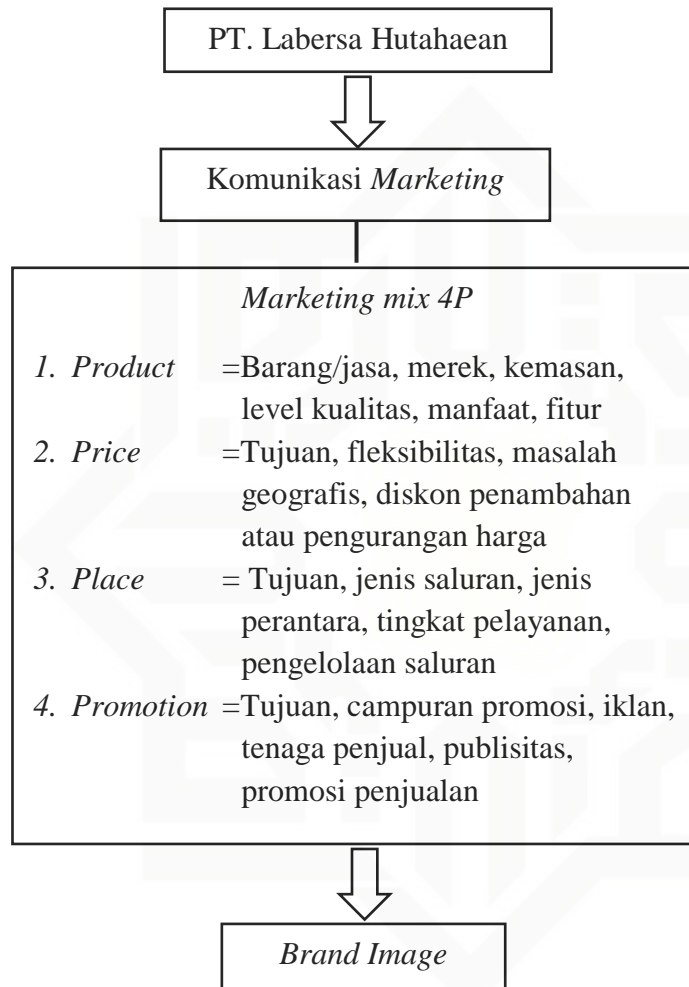 PT. Labersa Hutahaean
Komunikasi Marketing
Marketing mix 4P
1. Product =Barang/jasa, merek, kemasan,
level kualitas, manfaat, fitur
2. Price =Tujuan, fleksibilitas, masalah
geografis, diskon penambahan
atau pengurangan harga
3. Place = Tujuan, jenis saluran, jenis
perantara, tingkat pelayanan,
pengelolaan saluran
4. Promotion =Tujuan, campuran promosi, iklan,
tenaga penjual, publisitas,
promosi penjualan
Brand Image